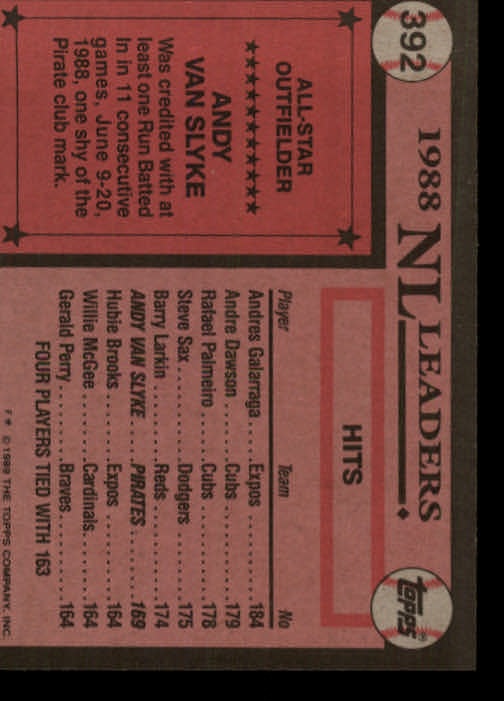 392
1988 NL LEADERS
TOPPS
ALL-STAR
OUTFIELDER
ANDY
VAN SLYKE
Was credited with at
least one Run Batted
In in 11 consecutive
games, June 9-20,
1988, one shy of the
Pirate club mark.
HITS
Player Team No
Andres Galarraga.....Expos..........184
Andre Dawson......Cubs...........179
Rafael Palmeiro.....Cubs...........178
Steve Sax..........Dodgers........175
Barry Larkin........Reds...........174
ANDY VAN SLYKE....PIRATES......169
Hubie Brooks.......Expos..........164
Willie McGee.......Cardinals.......164
Gerald Perry........Braves.........164
FOUR PLAYERS TIED WITH 163
F* © 1989 THE TOPPS COMPANY, INC.